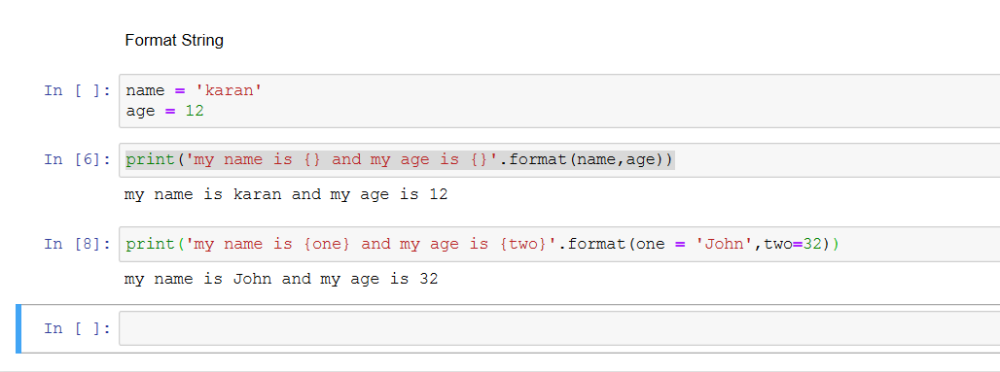 Format String
In [ ]: name = 'karan'
age = 12
In [6]: print('my name is {} and my age is {}'.format(name,age))
my name is karan and my age is 12
In [8]: print('my name is {one} and my age is {two}'.format(one = 'John',two=32))
my name is John and my age is 32
In [ ]: